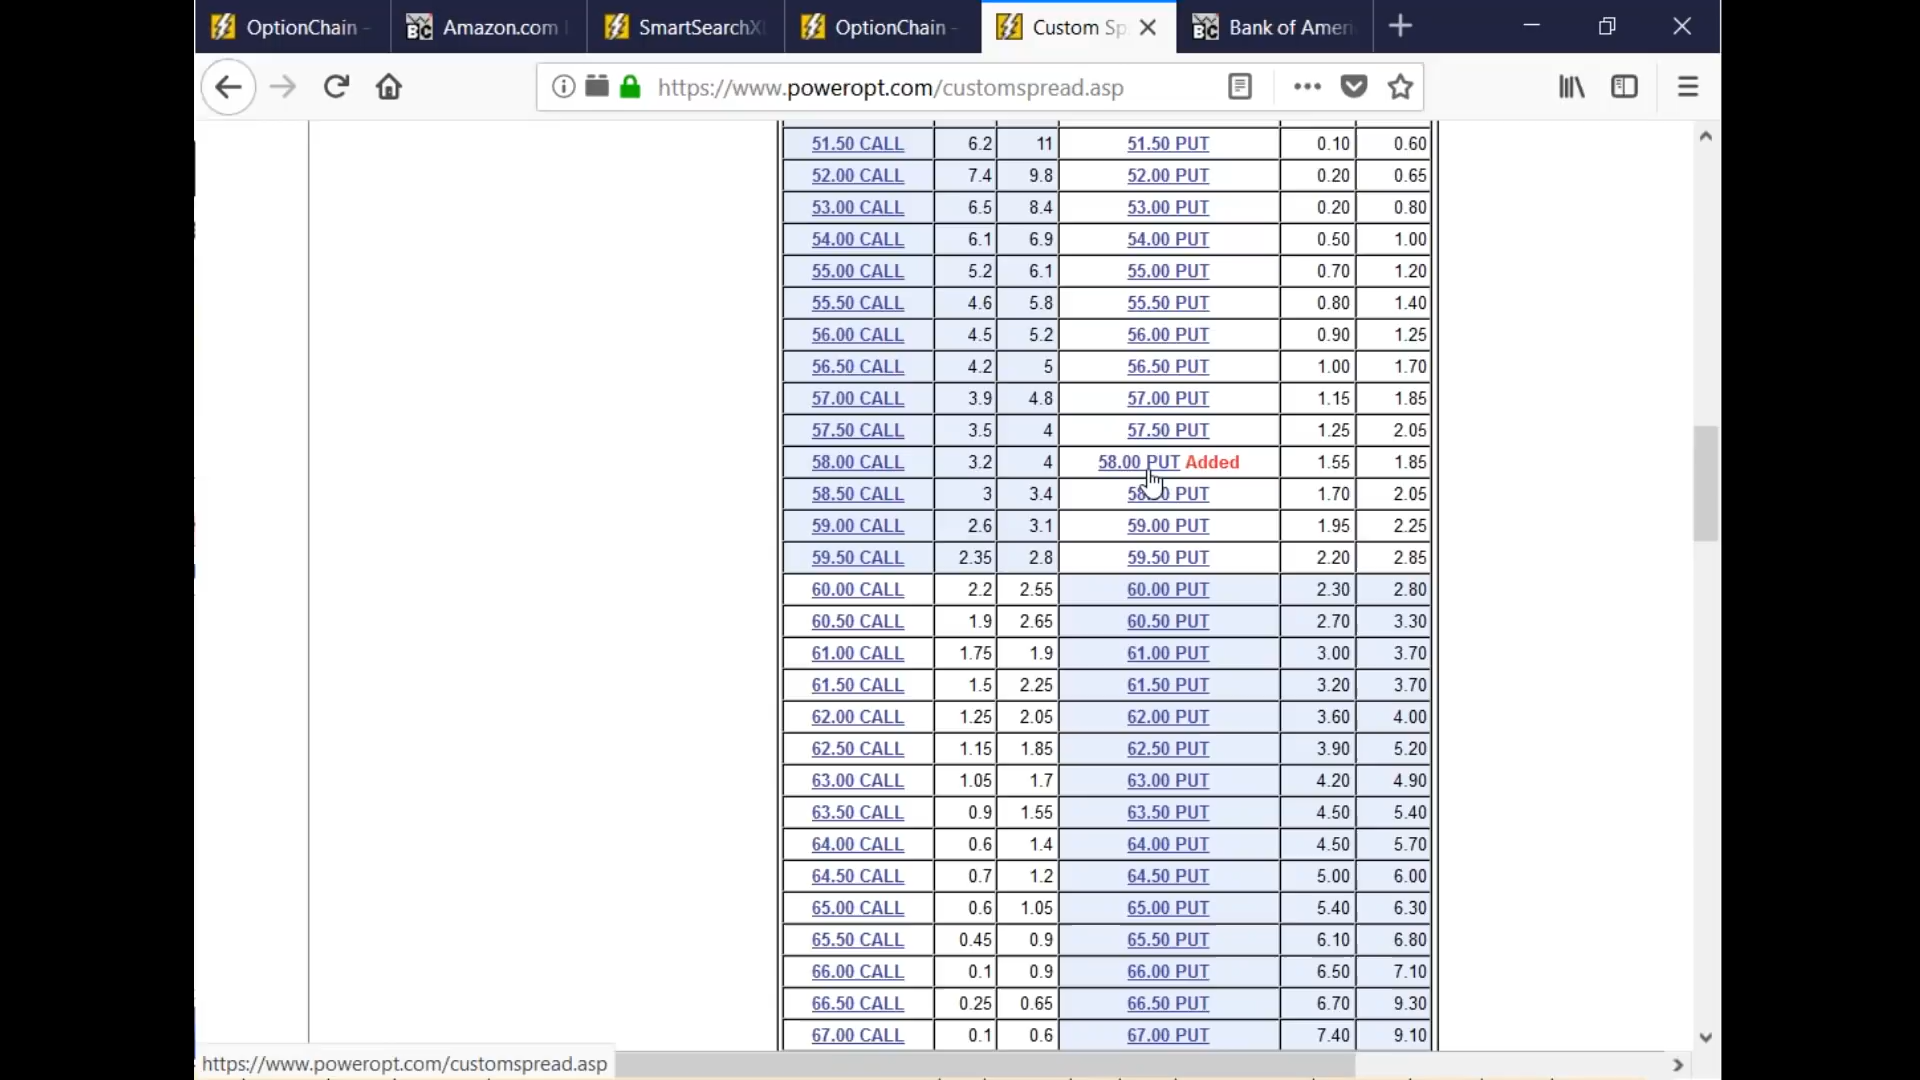 OptionChain -
Amazon.com
SmartSearchX
OptionChain -
Custom Sp
Bank of Ameri
https://www.poweropt.com/customspread.asp
51.50 CALL 6.2 11 51.50 PUT 0.10 0.60
52.00 CALL 7.4 9.8 52.00 PUT 0.20 0.65
53.00 CALL 6.5 8.4 53.00 PUT 0.20 0.80
54.00 CALL 6.1 6.9 54.00 PUT 0.50 1.00
55.00 CALL 5.2 6.1 55.00 PUT 0.70 1.20
55.50 CALL 4.6 5.8 55.50 PUT 0.80 1.40
56.00 CALL 4.5 5.2 56.00 PUT 0.90 1.25
56.50 CALL 4.2 5 56.50 PUT 1.00 1.70
57.00 CALL 3.9 4.8 57.00 PUT 1.15 1.85
57.50 CALL 3.5 4 57.50 PUT 1.25 2.05
58.00 CALL 3.2 4 58.00 PUT Added 1.55 1.85
58.50 CALL 3 3.4 PUT 1.70 2.05
59.00 CALL 2.6 3.1 59.00 PUT 1.95 2.25
59.50 CALL 2.35 2.8 59.50 PUT 2.20 2.85
60.00 CALL 2.2 2.55 60.00 PUT 2.30 2.80
60.50 CALL 1.9 2.65 60.50 PUT 2.70 3.30
61.00 CALL 1.75 1.9 61.00 PUT 3.00 3.70
61.50 CALL 1.5 2.25 61.50 PUT 3.20 3.70
62.00 CALL 1.25 2.05 62.00 PUT 3.60 4.00
62.50 CALL 1.15 1.85 62.50 PUT 3.90 5.20
63.00 CALL 1.05 1.7 63.00 PUT 4.20 4.90
63.50 CALL 0.9 1.55 63.50 PUT 4.50 5.40
64.00 CALL 0.6 1.4 64.00 PUT 4.50 5.70
64.50 CALL 0.7 1.2 64.50 PUT 5.00 6.00
65.00 CALL 0.6 1.05 65.00 PUT 5.40 6.30
65.50 CALL 0.45 0.9 65.50 PUT 6.10 6.80
66.00 CALL 0.1 0.9 66.00 PUT 6.50 7.10
66.50 CALL 0.25 0.65 66.50 PUT 6.70 9.30
67.00 CALL 0.1 0.6 67.00 PUT 7.40 9.10
https://www.poweropt.com/customspread.asp